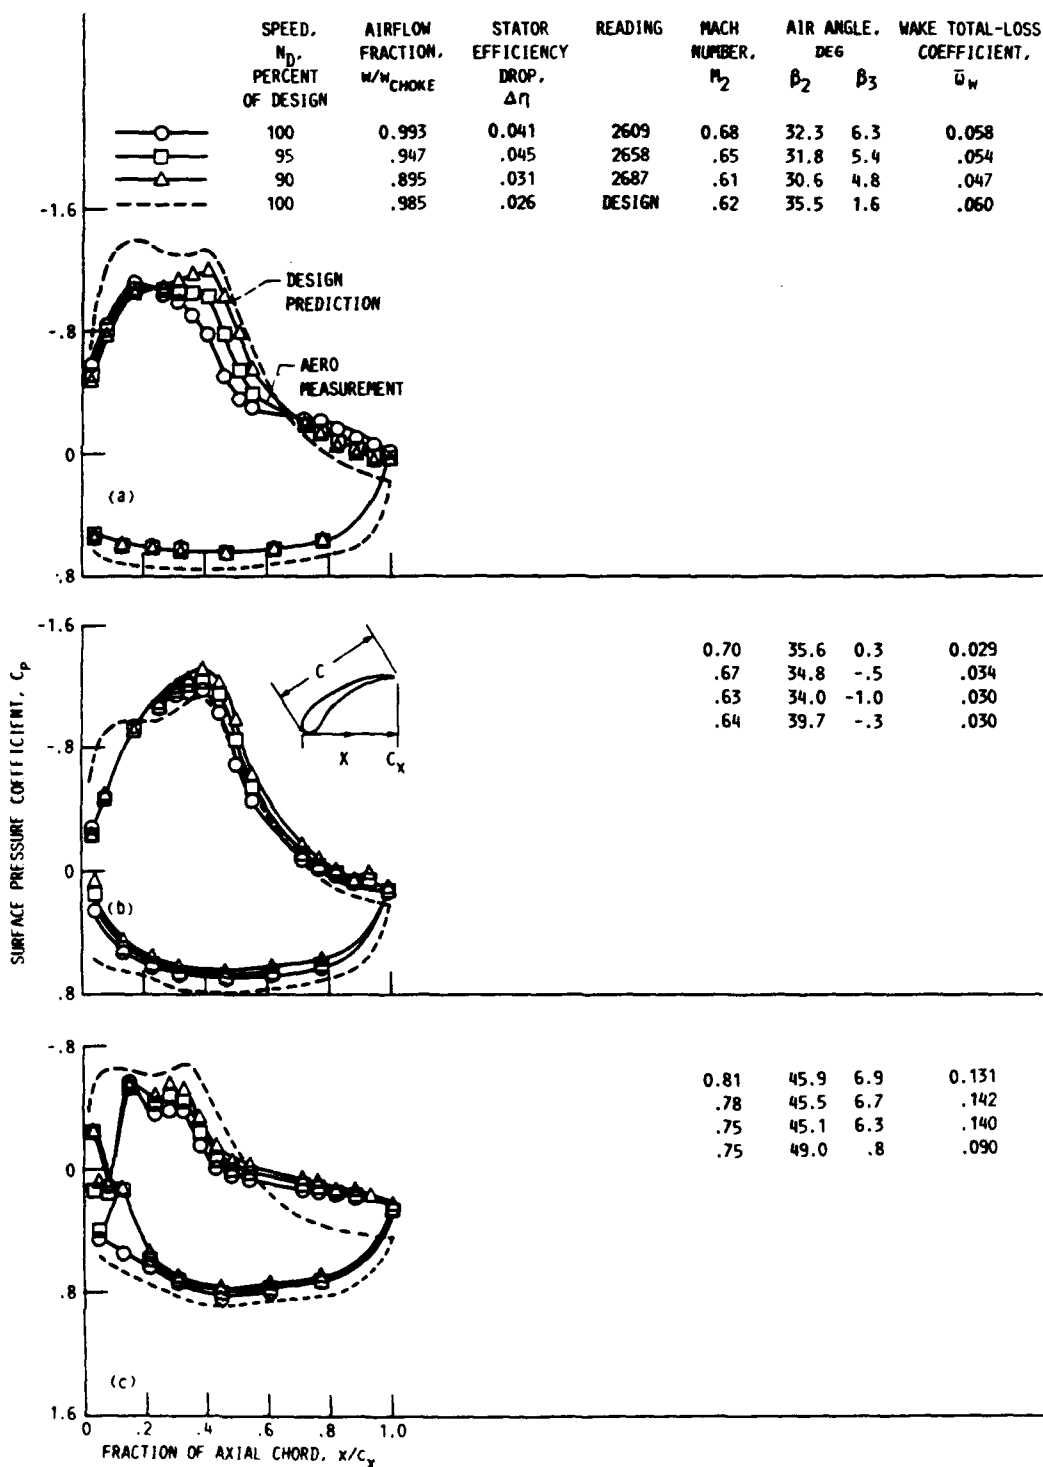 SPEED, AIRFLOW STATOR READING MACH AIR ANGLE, WAKE TOTAL-LOSS
N_D, FRACTION, EFFICIENCY NUMBER, DEG COEFFICIENT,
PERCENT w/w_CHOKE DROP, M_2 β_2 β_3 ω̄_w
OF DESIGN Δη
100 0.993 0.041 2609 0.68 32.3 6.3 0.058
95 .947 .045 2658 .65 31.8 5.4 .054
90 .895 .031 2687 .61 30.6 4.8 .047
100 .985 .026 DESIGN .62 35.5 1.6 .060
-1.6
DESIGN
PREDICTION
-.8
AERO
MEASUREMENT
0
(a)
.8
-1.6
C
0.70 35.6 0.3 0.029
.67 34.8 -.5 .034
.63 34.0 -1.0 .030
.64 39.7 -.3 .030
-.8
X C_X
0
(b)
.8
SURFACE PRESSURE COEFFICIENT, C_P
-.8
0.81 45.9 6.9 0.131
.78 45.5 6.7 .142
.75 45.1 6.3 .140
.75 49.0 .8 .090
0
.8
(c)
1.6
0 .2 .4 .6 .8 1.0
FRACTION OF AXIAL CHORD, x/c_x